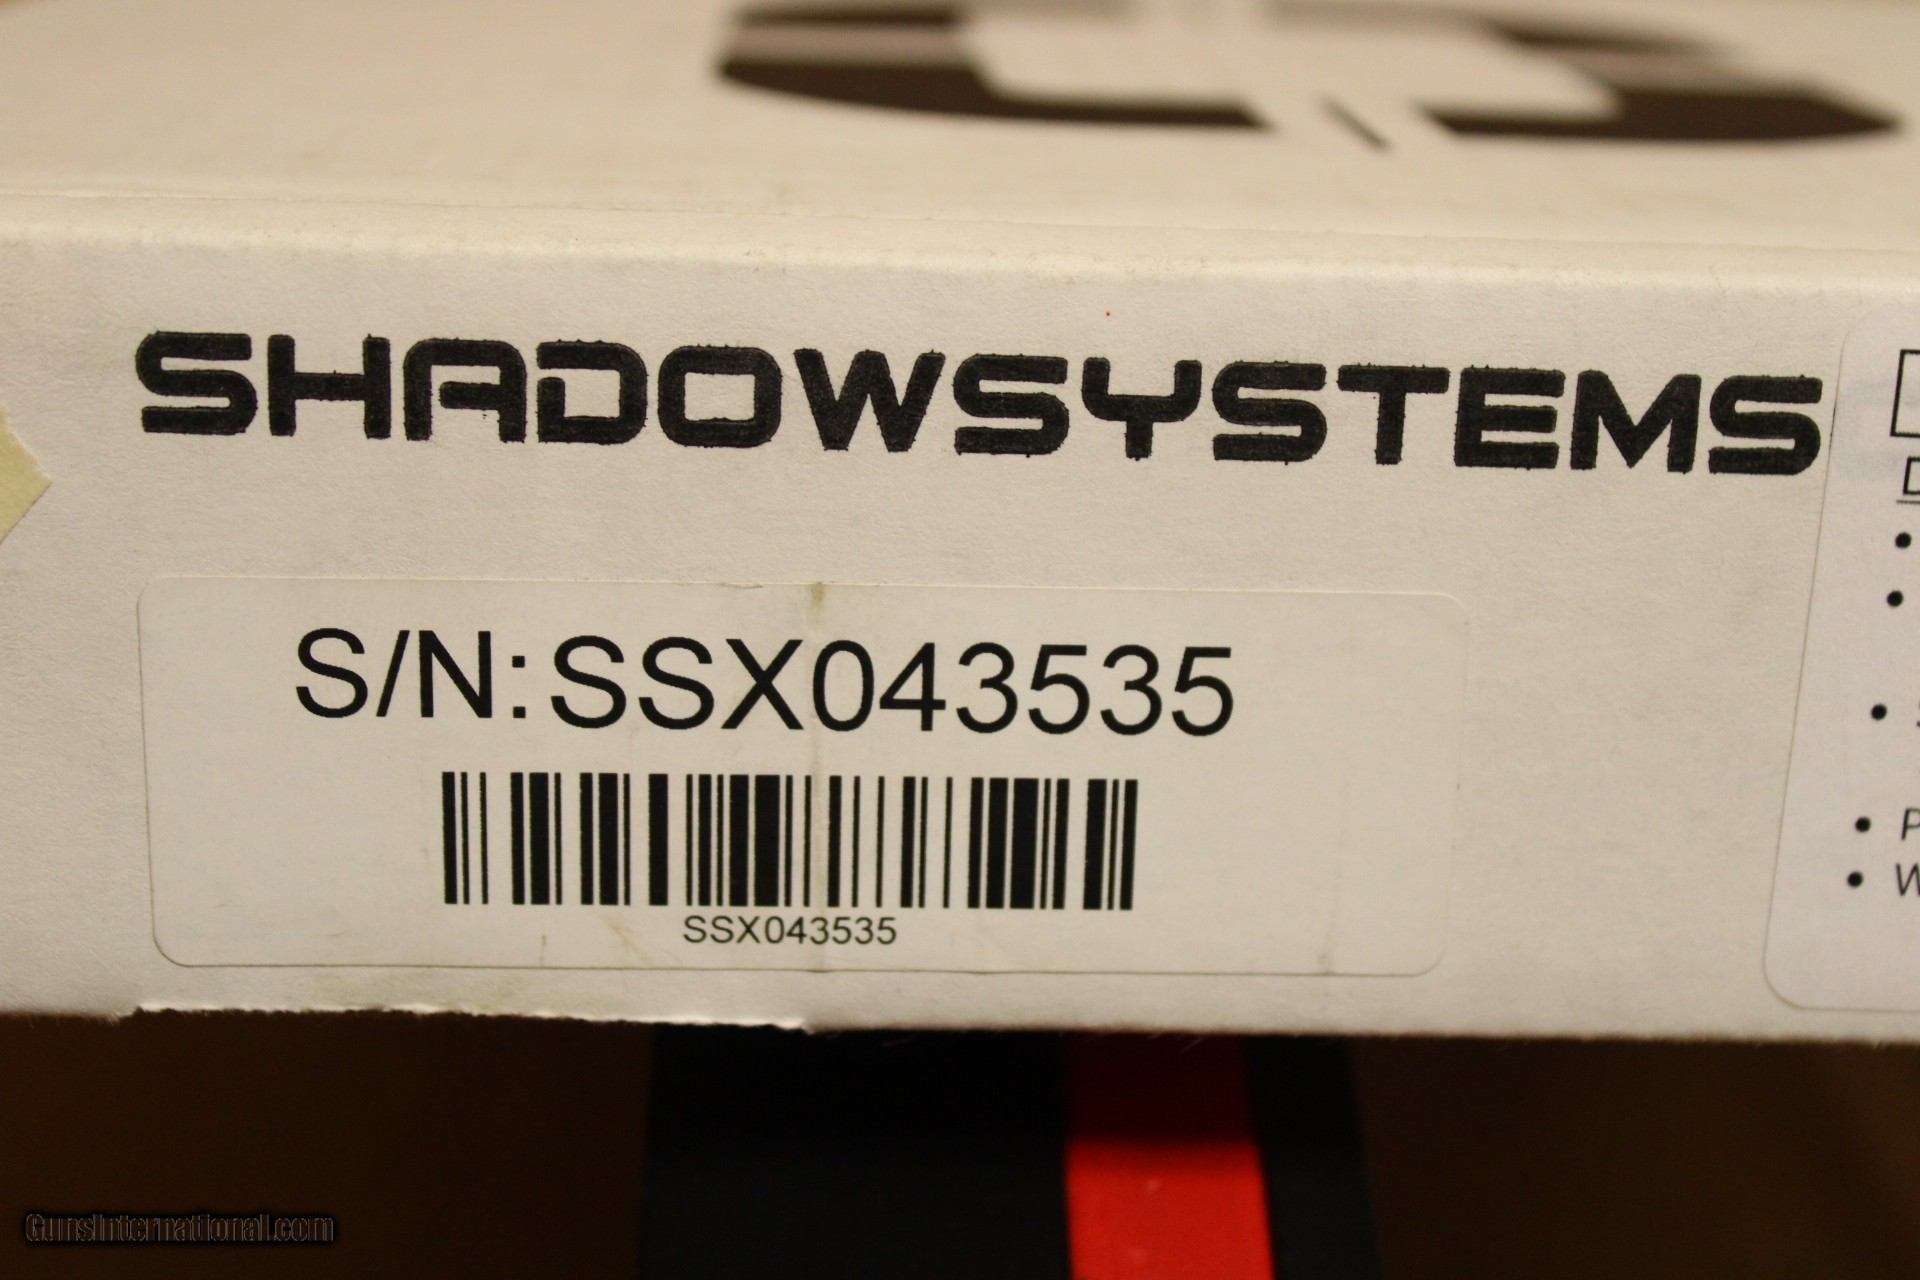 SHADOWSYSTEMS
S/N: SSX043535
SSX043535
GunsInternational.com